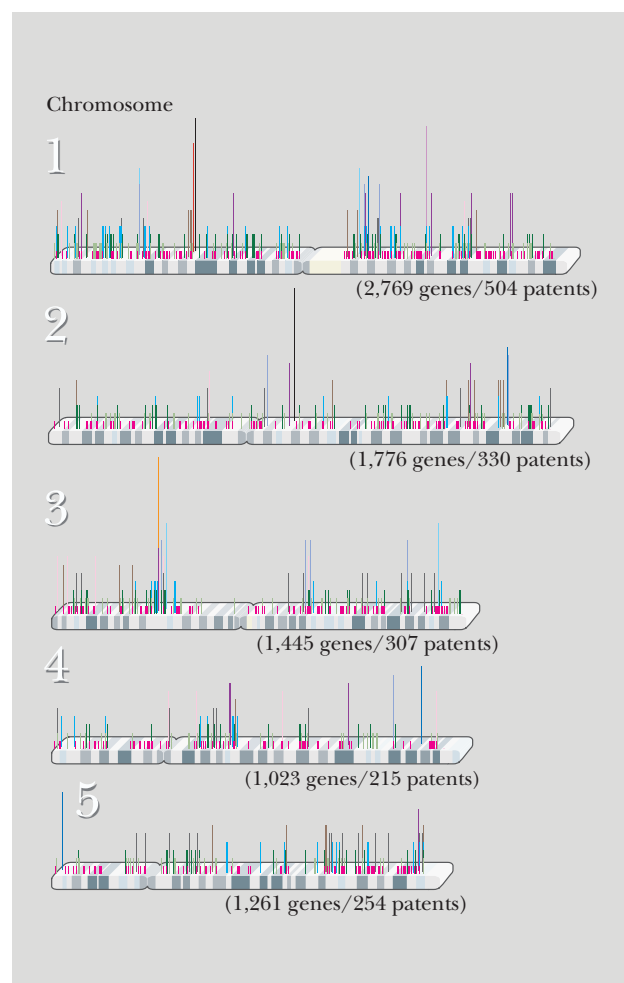 Chromosome
1
(2,769 genes/504 patents)
2
(1,776 genes/330 patents)
3
(1,445 genes/307 patents)
4
(1,023 genes/215 patents)
5
(1,261 genes/254 patents)